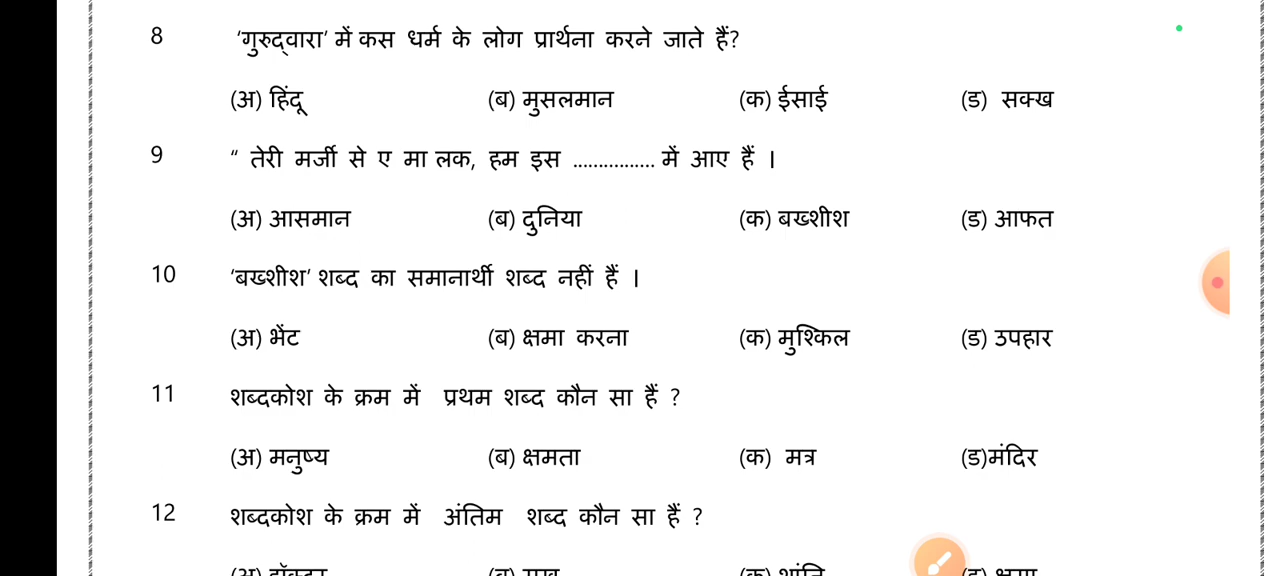 8 ‘गुरुद्वारा’ में कस धर्म के लोग प्रार्थना करने जाते हैं?
(अ) हिंदू (ब) मुसलमान (क) ईसाई (ड) सक्ख
9 “ तेरी मर्जी से ए मा लक, हम इस ................ में आए हैं ।
(अ) आसमान (ब) दुनिया (क) बख्शीश (ड) आफत
10 ‘बख्शीश’ शब्द का समानार्थी शब्द नहीं हैं ।
(अ) भेंट (ब) क्षमा करना (क) मुश्किल (ड) उपहार
11 शब्दकोश के क्रम में प्रथम शब्द कौन सा हैं ?
(अ) मनुष्य (ब) क्षमता (क) मत्र (ड)मंदिर
12 शब्दकोश के क्रम में अंतिम शब्द कौन सा हैं ?